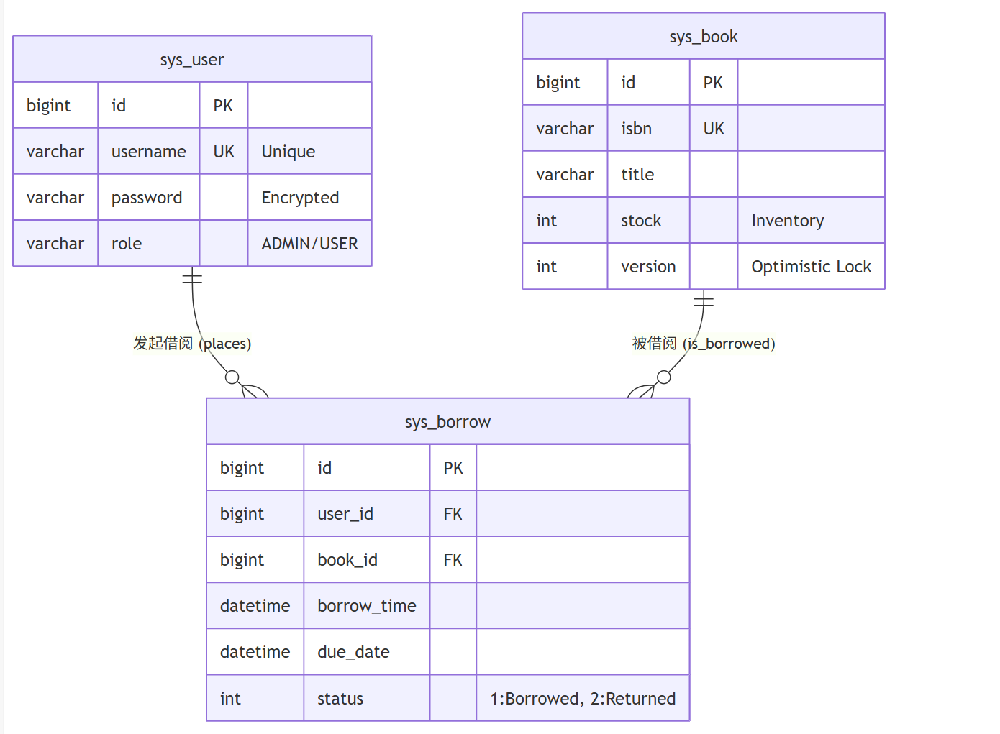 sys_user
bigint id PK
varchar username UK Unique
varchar password Encrypted
varchar role ADMIN/USER
sys_book
bigint id PK
varchar isbn UK
varchar title
int stock Inventory
int version Optimistic Lock
发起借阅 (places)
被借阅 (is_borrowed)
sys_borrow
bigint id PK
bigint user_id FK
bigint book_id FK
datetime borrow_time
datetime due_date
int status 1:Borrowed, 2:Returned